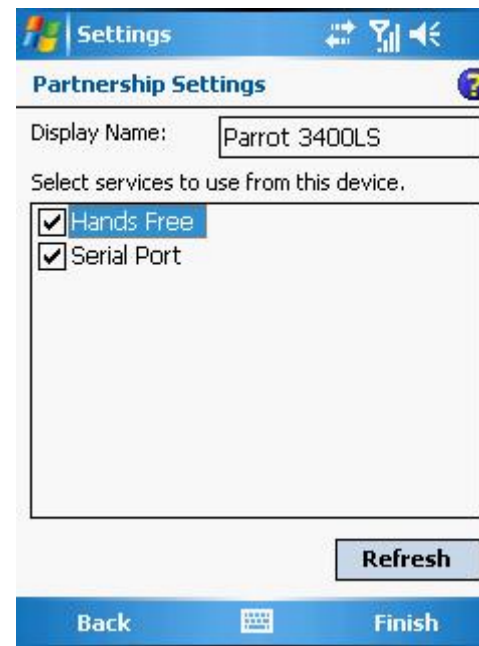 Settings
Partnership Settings
Display Name: Parrot 3400LS
Select services to use from this device.
Hands Free
Serial Port
Refresh
Back Finish